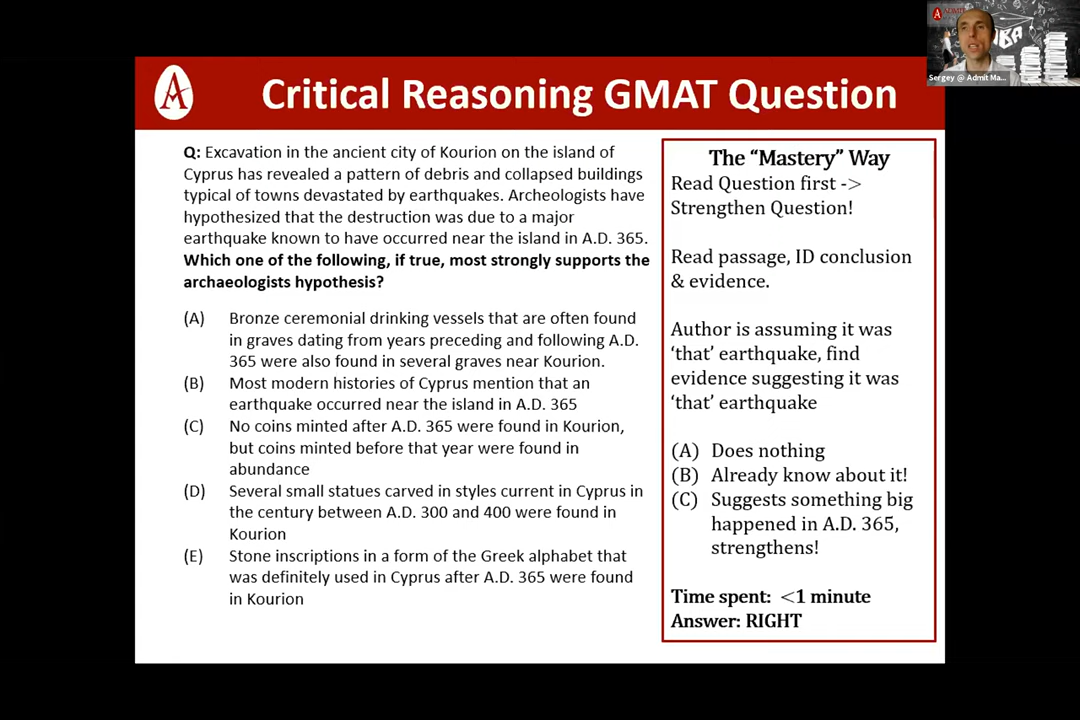 Critical Reasoning GMAT Question
Q: Excavation in the ancient city of Kourion on the island of
Cyprus has revealed a pattern of debris and collapsed buildings
typical of towns devastated by earthquakes. Archeologists have
hypothesized that the destruction was due to a major
earthquake known to have occurred near the island in A.D. 365.
Which one of the following, if true, most strongly supports the
archaeologists hypothesis?
(A) Bronze ceremonial drinking vessels that are often found
in graves dating from years preceding and following A.D.
365 were also found in several graves near Kourion.
(B) Most modern histories of Cyprus mention that an
earthquake occurred near the island in A.D. 365
(C) No coins minted after A.D. 365 were found in Kourion,
but coins minted before that year were found in
abundance
(D) Several small statues carved in styles current in Cyprus in
the century between A.D. 300 and 400 were found in
Kourion
(E) Stone inscriptions in a form of the Greek alphabet that
was definitely used in Cyprus after A.D. 365 were found
in Kourion
The “Mastery” Way
Read Question first ->
Strengthen Question!
Read passage, ID conclusion
& evidence.
Author is assuming it was
‘that’ earthquake, find
evidence suggesting it was
‘that’ earthquake
(A) Does nothing
(B) Already know about it!
(C) Suggests something big
happened in A.D. 365,
strengthens!
Time spent: <1 minute
Answer: RIGHT
Sergey @ Admit Ma...